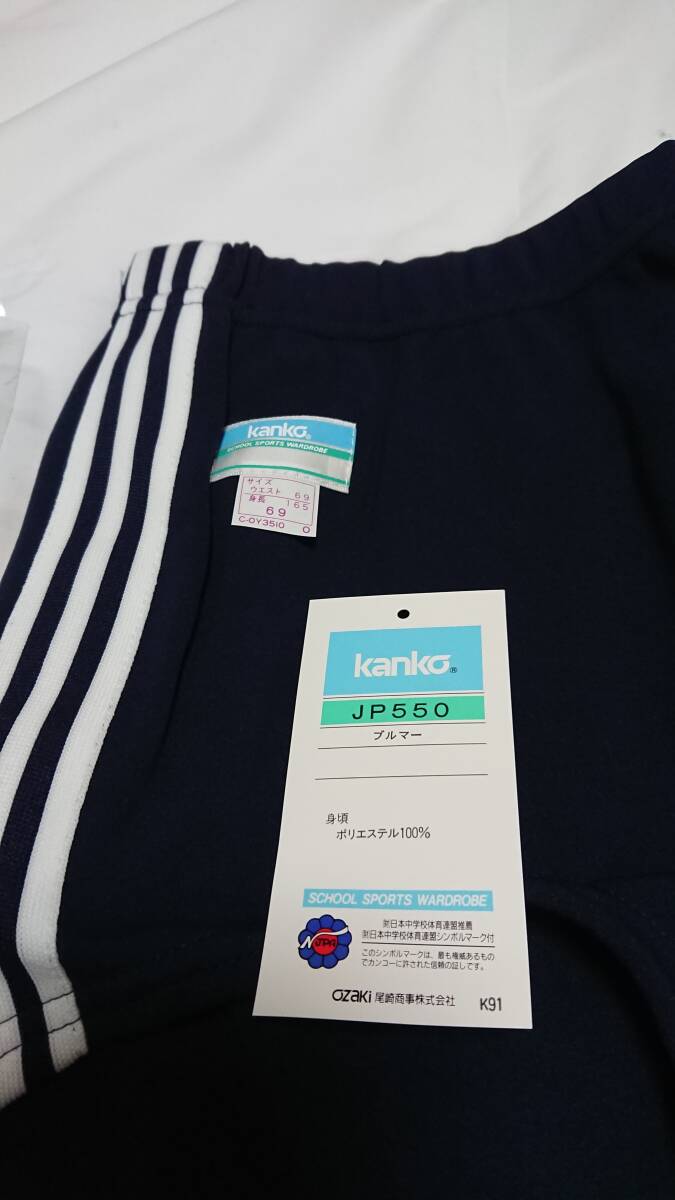 kanko®
SCHOOL SPORTS WARDROBE
サイズ
ウエスト 69
身長 165
69
C-OY3510 0
kanko®
JP550
ブルマー
身頃
ポリエステル100%
SCHOOL SPORTS WARDROBE
JPA
財日本中学校体育連盟推薦
財日本中学校体育連盟シンボルマーク付
このシンボルマークは、最も権威あるもの
でカンコーに許された信頼の証しです。
OZAKI 尾崎商事株式会社 K91